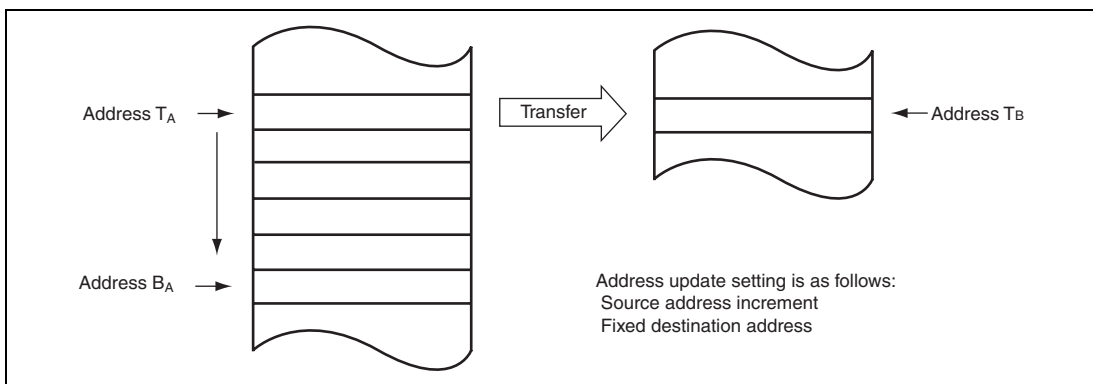 Address TA
Transfer
Address TB
Address BA
Address update setting is as follows:
Source address increment
Fixed destination address